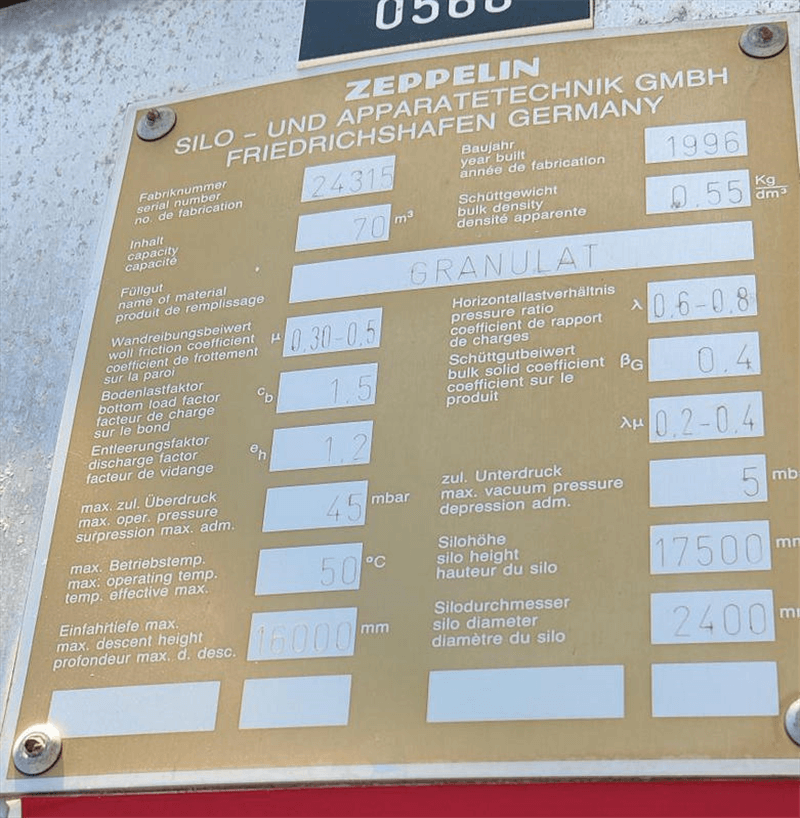 0566
ZEPPELIN
SILO - UND APPARATETECHNIK GMBH
FRIEDRICHSHAFEN GERMANY
Fabriknummer
serial number
no. de fabrication
24315
Baujahr
year built
année de fabrication
1996
Inhalt
capacity
capacité
70 m³
Schüttgewicht
bulk density
densité apparente
0.55 Kg/dm³
Füllgut
name of material
produit de remplissage
GRANULAT
Wandreibungsbeiwert
woll friction coefficient
coefficient de frottement
sur la paroi
μ 0.30-0.5
Horizontallastverhältnis
pressure ratio
coefficient de rapport
de charges
λ 0.6-0.8
Bodenlastfaktor
bottom load factor
facteur de charge
sur le bond
cb 1.5
Schüttgutbeiwert
bulk solid coefficient
coefficient sur le
produit
βG 0.4
Entleerungsfaktor
discharge factor
facteur de vidange
eh 1.2
λμ 0.2-0.4
max. zul. Überdruck
max. oper. pressure
surpression max. adm.
45 mbar
zul. Unterdruck
max. vacuum pressure
depression adm.
5 mb
max. Betriebstemp.
max. operating temp.
temp. effective max.
50 °C
Silohöhe
silo height
hauteur du silo
17500 mm
Einfahrtiefe max.
max. descent height
profondeur max. d. desc.
16000 mm
Silodurchmesser
silo diameter
diamètre du silo
2400 mm